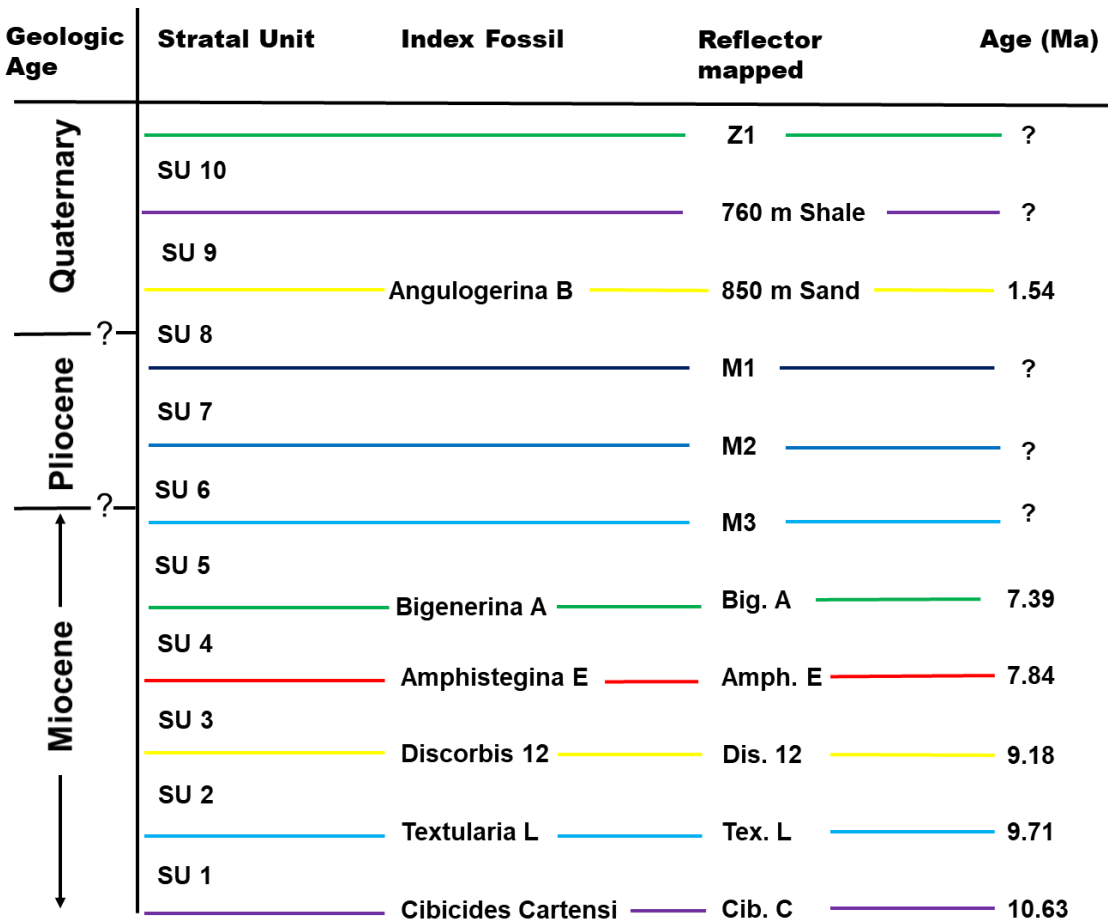 Geologic Age Stratal Unit Index Fossil Reflector mapped Age (Ma)
Z1 ?
SU 10
760 m Shale ?
Quaternary
SU 9
Angulogerina B 850 m Sand 1.54
? SU 8
M1 ?
Pliocene
SU 7
M2 ?
SU 6
?
M3 ?
SU 5
Bigenerina A Big. A 7.39
SU 4
Miocene
Amphistegina E Amph. E 7.84
SU 3
Discorbis 12 Dis. 12 9.18
SU 2
Textularia L Tex. L 9.71
SU 1
Cibicides Cartensi Cib. C 10.63